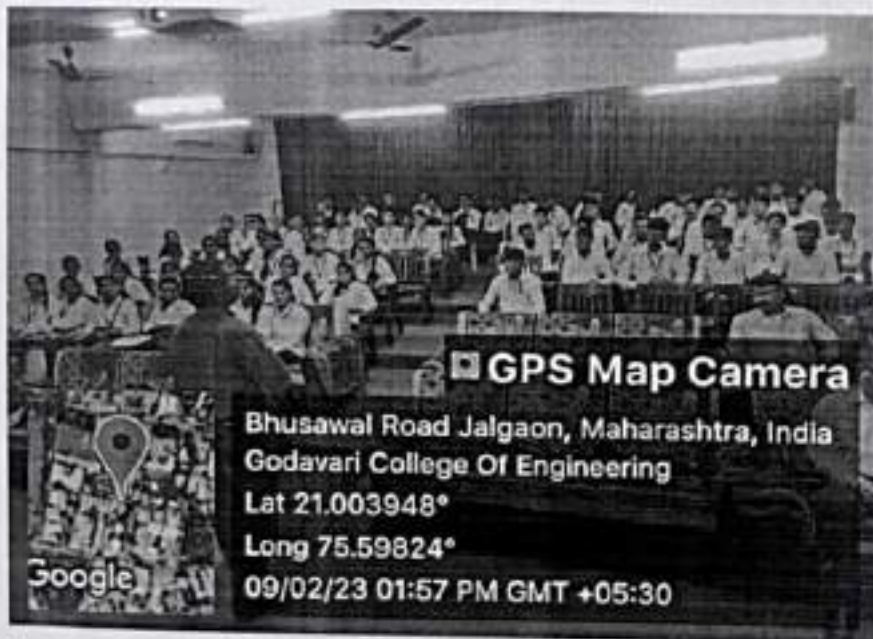 GPS Map Camera
Bhusawal Road Jalgaon, Maharashtra, India
Godavari College Of Engineering
Lat 21.003948°
Long 75.59824°
09/02/23 01:57 PM GMT +05:30
Google